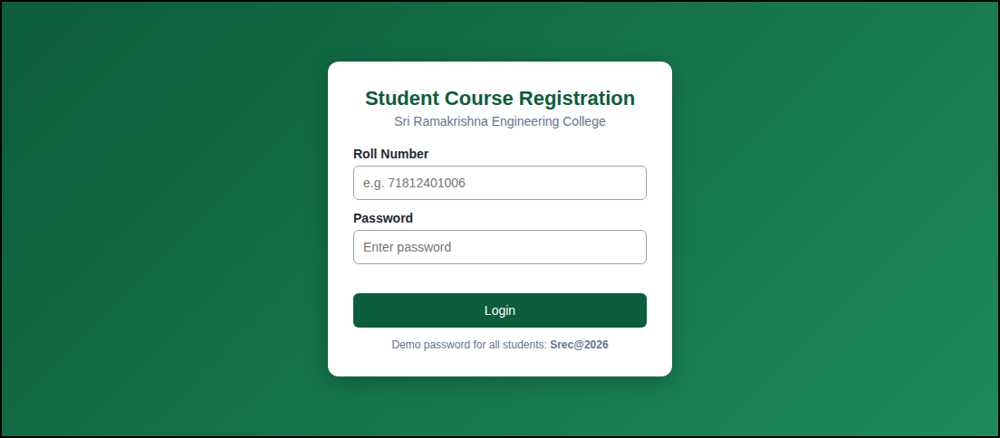 Student Course Registration
Sri Ramakrishna Engineering College
Roll Number
e.g. 71812401006
Password
Enter password
Login
Demo password for all students: Srec@2026